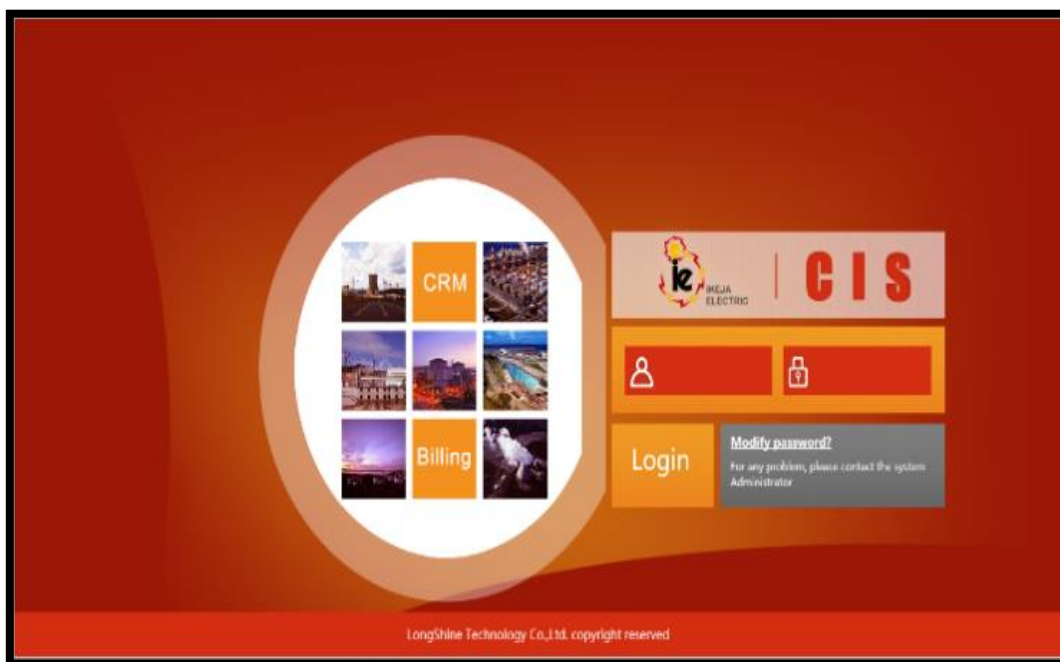 CRM
Billing
ie
IKEJA
ELECTRIC
CIS
Login
Modify password?
For any problem, please contact the system
Administrator
LongShine Technology Co.,Ltd. copyright reserved